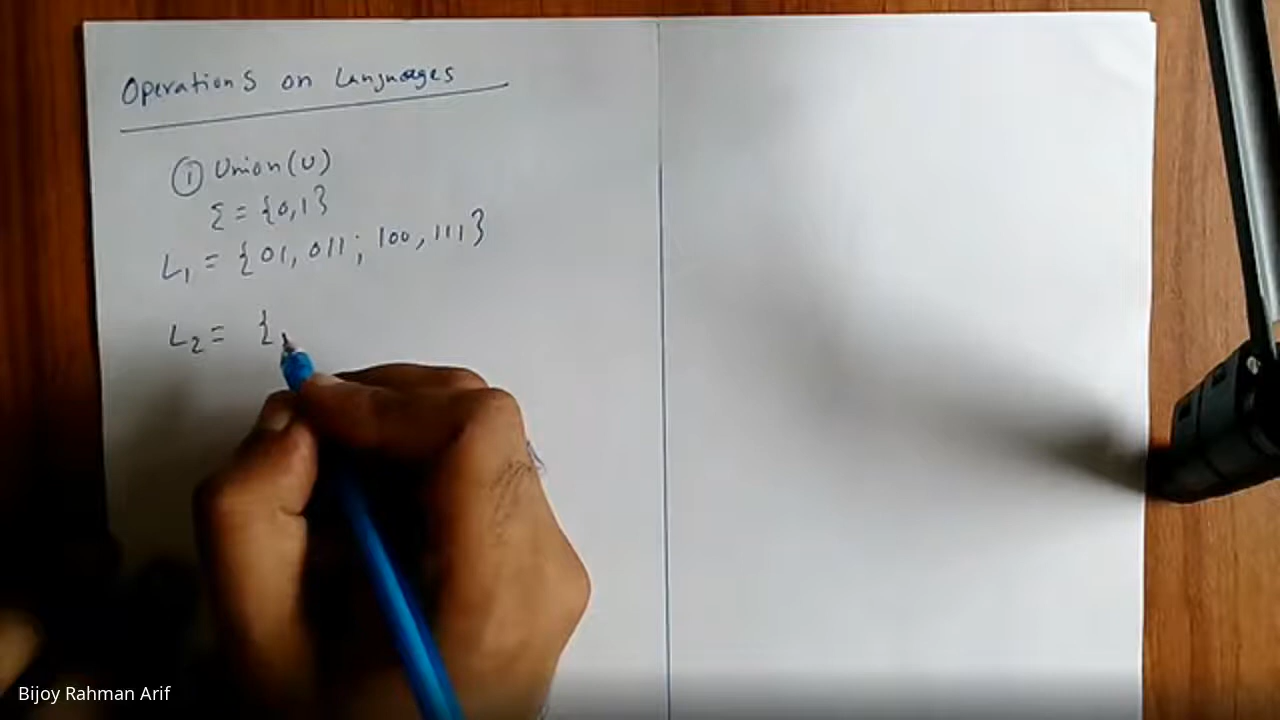 Operations on Languages
① Union (∪)
Σ = {0,1}
L₁ = {01, 011; 100, 111}
L₂ = {
Bijoy Rahman Arif